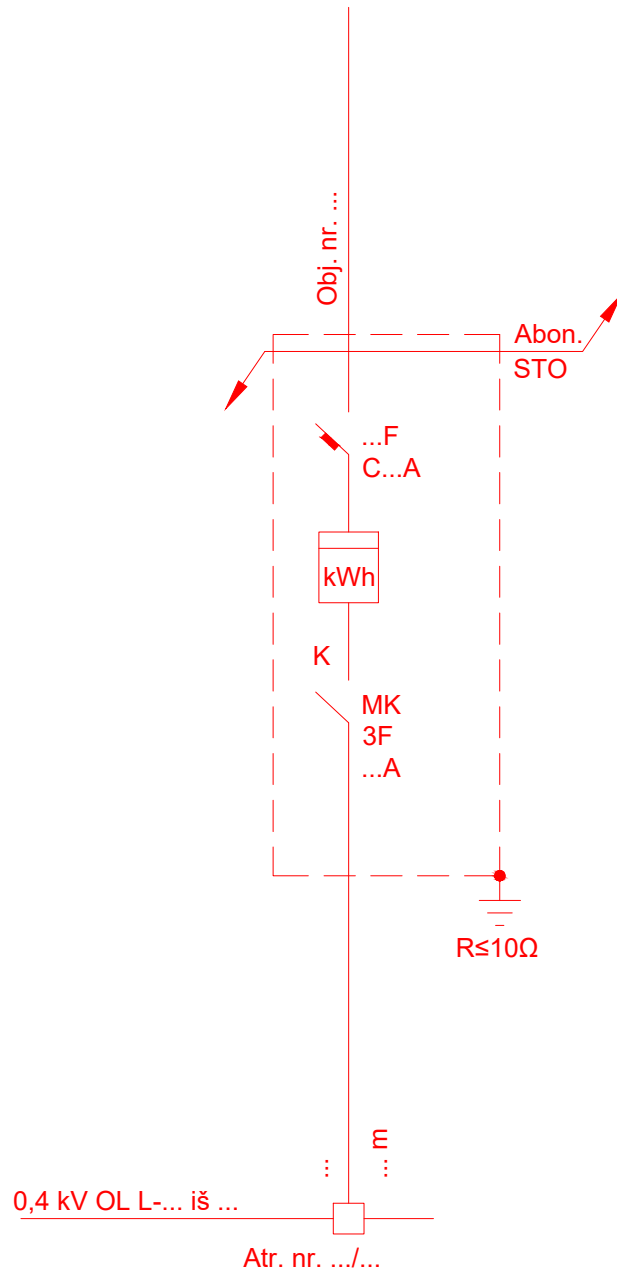 Obj. nr. ...
Abon.
STO
...F
C...A
kWh
K
MK
3F
...A
R≤10Ω
...
... m
0,4 kV OL L-... iš ...
Atr. nr. .../...